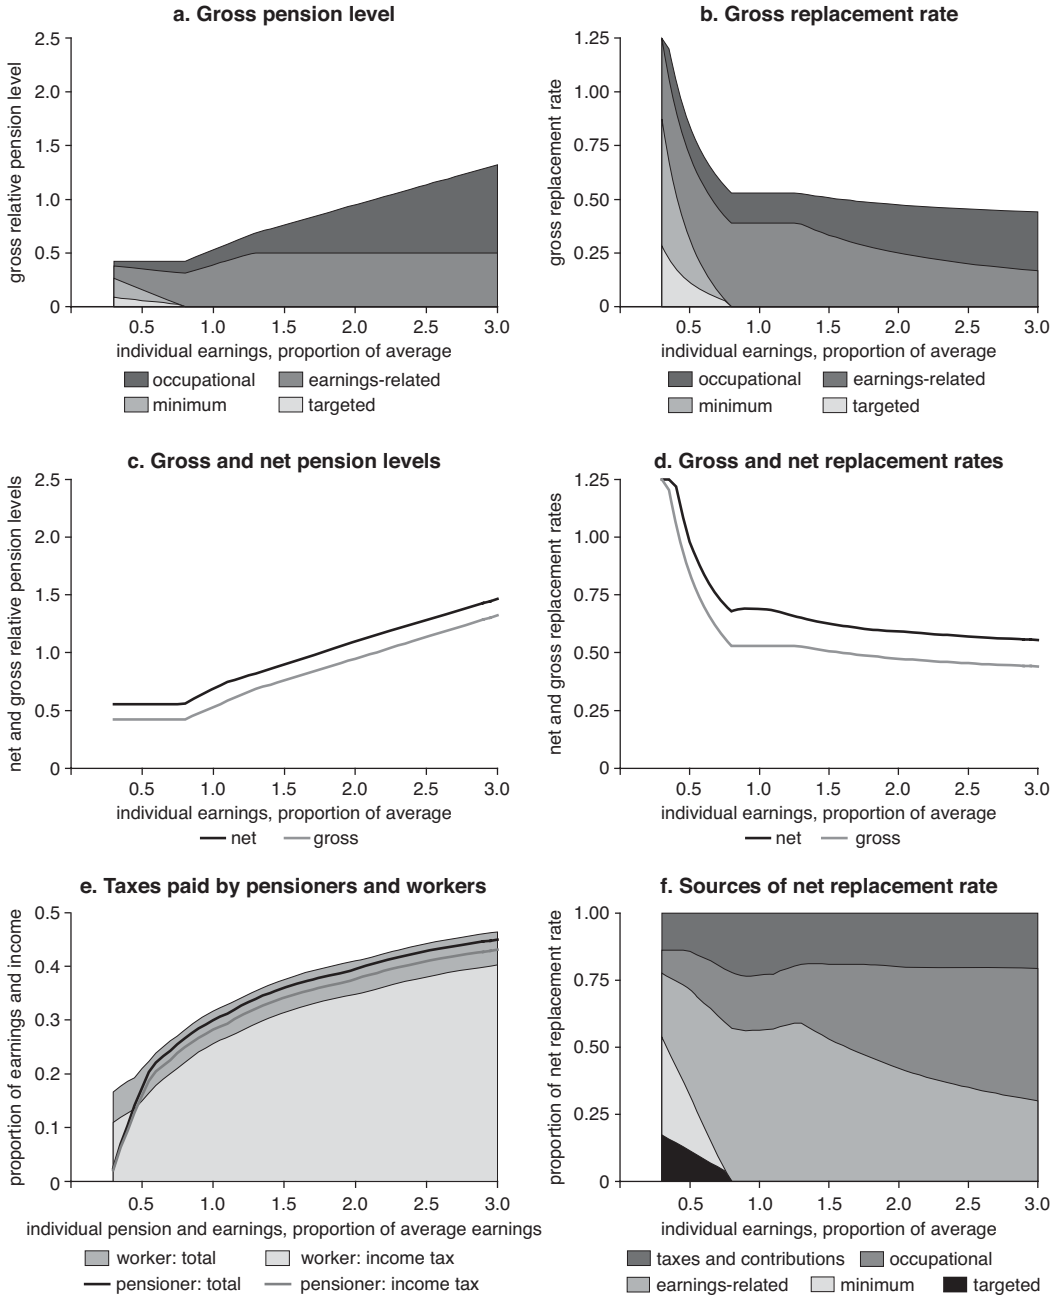 a. Gross pension level
gross relative pension level
2.5
2.0
1.5
1.0
0.5
0
0.5 1.0 1.5 2.0 2.5 3.0
individual earnings, proportion of average
occupational earnings-related
minimum targeted
b. Gross replacement rate
gross replacement rate
1.25
1.00
0.75
0.50
0.25
0
0.5 1.0 1.5 2.0 2.5 3.0
individual earnings, proportion of average
occupational earnings-related
minimum targeted
c. Gross and net pension levels
net and gross relative pension levels
2.5
2.0
1.5
1.0
0.5
0
0.5 1.0 1.5 2.0 2.5 3.0
individual earnings, proportion of average
net gross
d. Gross and net replacement rates
net and gross replacement rates
1.25
1.00
0.75
0.50
0.25
0
0.5 1.0 1.5 2.0 2.5 3.0
individual earnings, proportion of average
net gross
e. Taxes paid by pensioners and workers
proportion of earnings and income
0.5
0.4
0.3
0.2
0.1
0
0.5 1.0 1.5 2.0 2.5 3.0
individual pension and earnings, proportion of average earnings
worker: total worker: income tax
pensioner: total pensioner: income tax
f. Sources of net replacement rate
proportion of net replacement rate
1.00
0.75
0.50
0.25
0
0.5 1.0 1.5 2.0 2.5 3.0
individual earnings, proportion of average
taxes and contributions occupational
earnings-related minimum targeted